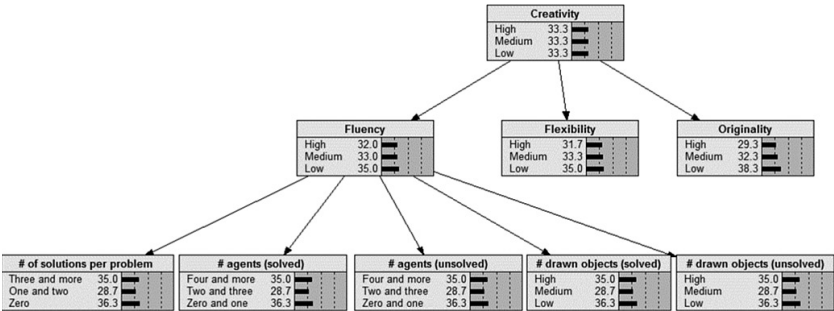 Creativity
High 33.3
Medium 33.3
Low 33.3
Fluency
High 32.0
Medium 33.0
Low 35.0
Flexibility
High 31.7
Medium 33.3
Low 35.0
Originality
High 29.3
Medium 32.3
Low 38.3
# of solutions per problem
Three and more 35.0
One and two 28.7
Zero 36.3
# agents (solved)
Four and more 35.0
Two and three 28.7
Zero and one 36.3
# agents (unsolved)
Four and more 35.0
Two and three 28.7
Zero and one 36.3
# drawn objects (solved)
High 35.0
Medium 28.7
Low 36.3
# drawn objects (unsolved)
High 35.0
Medium 28.7
Low 36.3